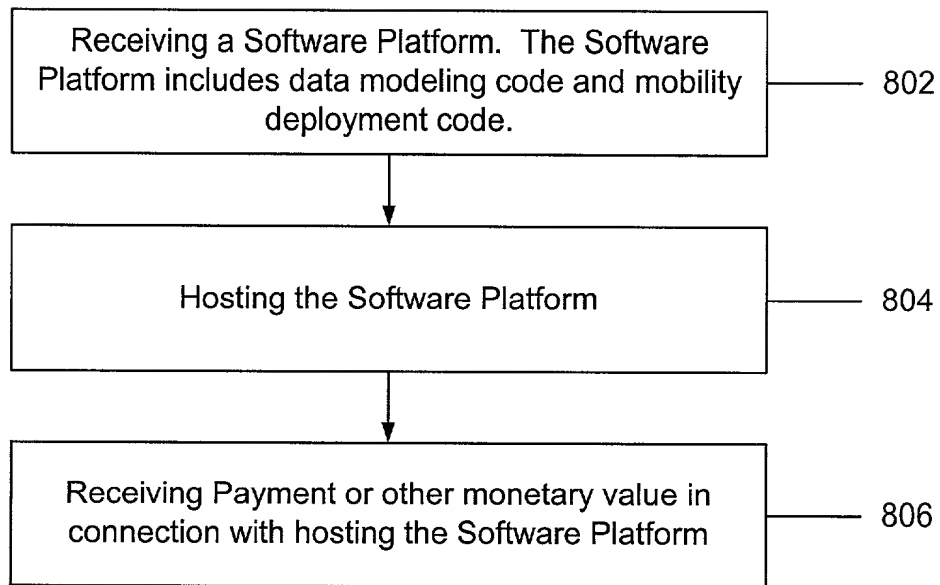 Receiving a Software Platform. The Software
Platform includes data modeling code and mobility
deployment code.
802
Hosting the Software Platform
804
Receiving Payment or other monetary value in
connection with hosting the Software Platform
806